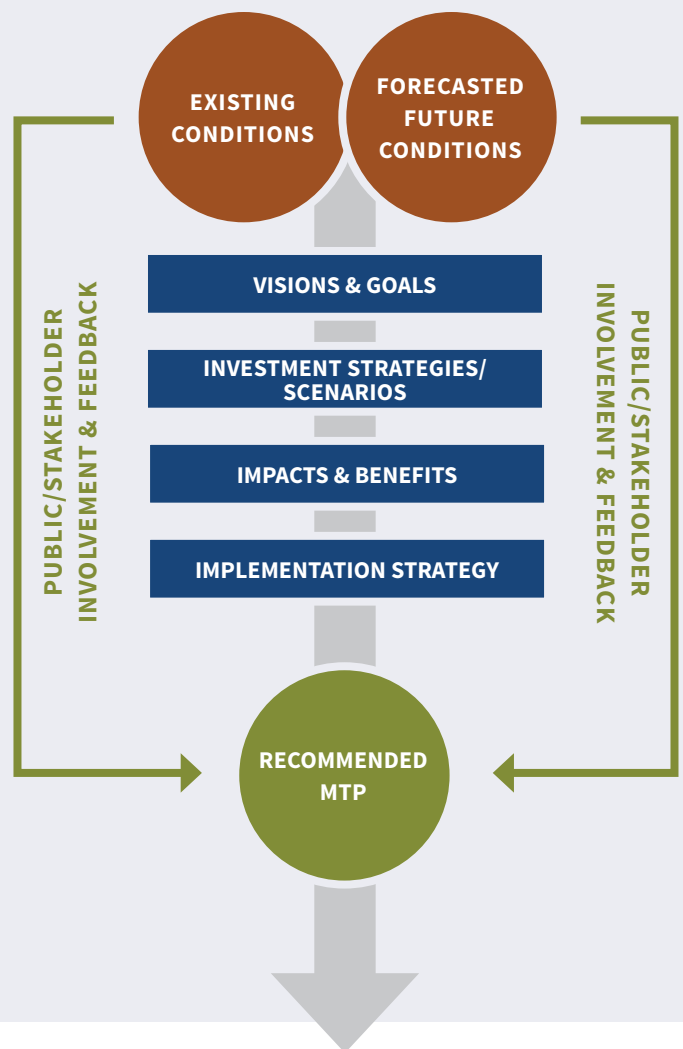 EXISTING
CONDITIONS
FORECASTED
FUTURE
CONDITIONS
VISIONS & GOALS
INVESTMENT STRATEGIES/
SCENARIOS
IMPACTS & BENEFITS
IMPLEMENTATION STRATEGY
PUBLIC/STAKEHOLDER
INVOLVEMENT & FEEDBACK
PUBLIC/STAKEHOLDER
INVOLVEMENT & FEEDBACK
RECOMMENDED
MTP